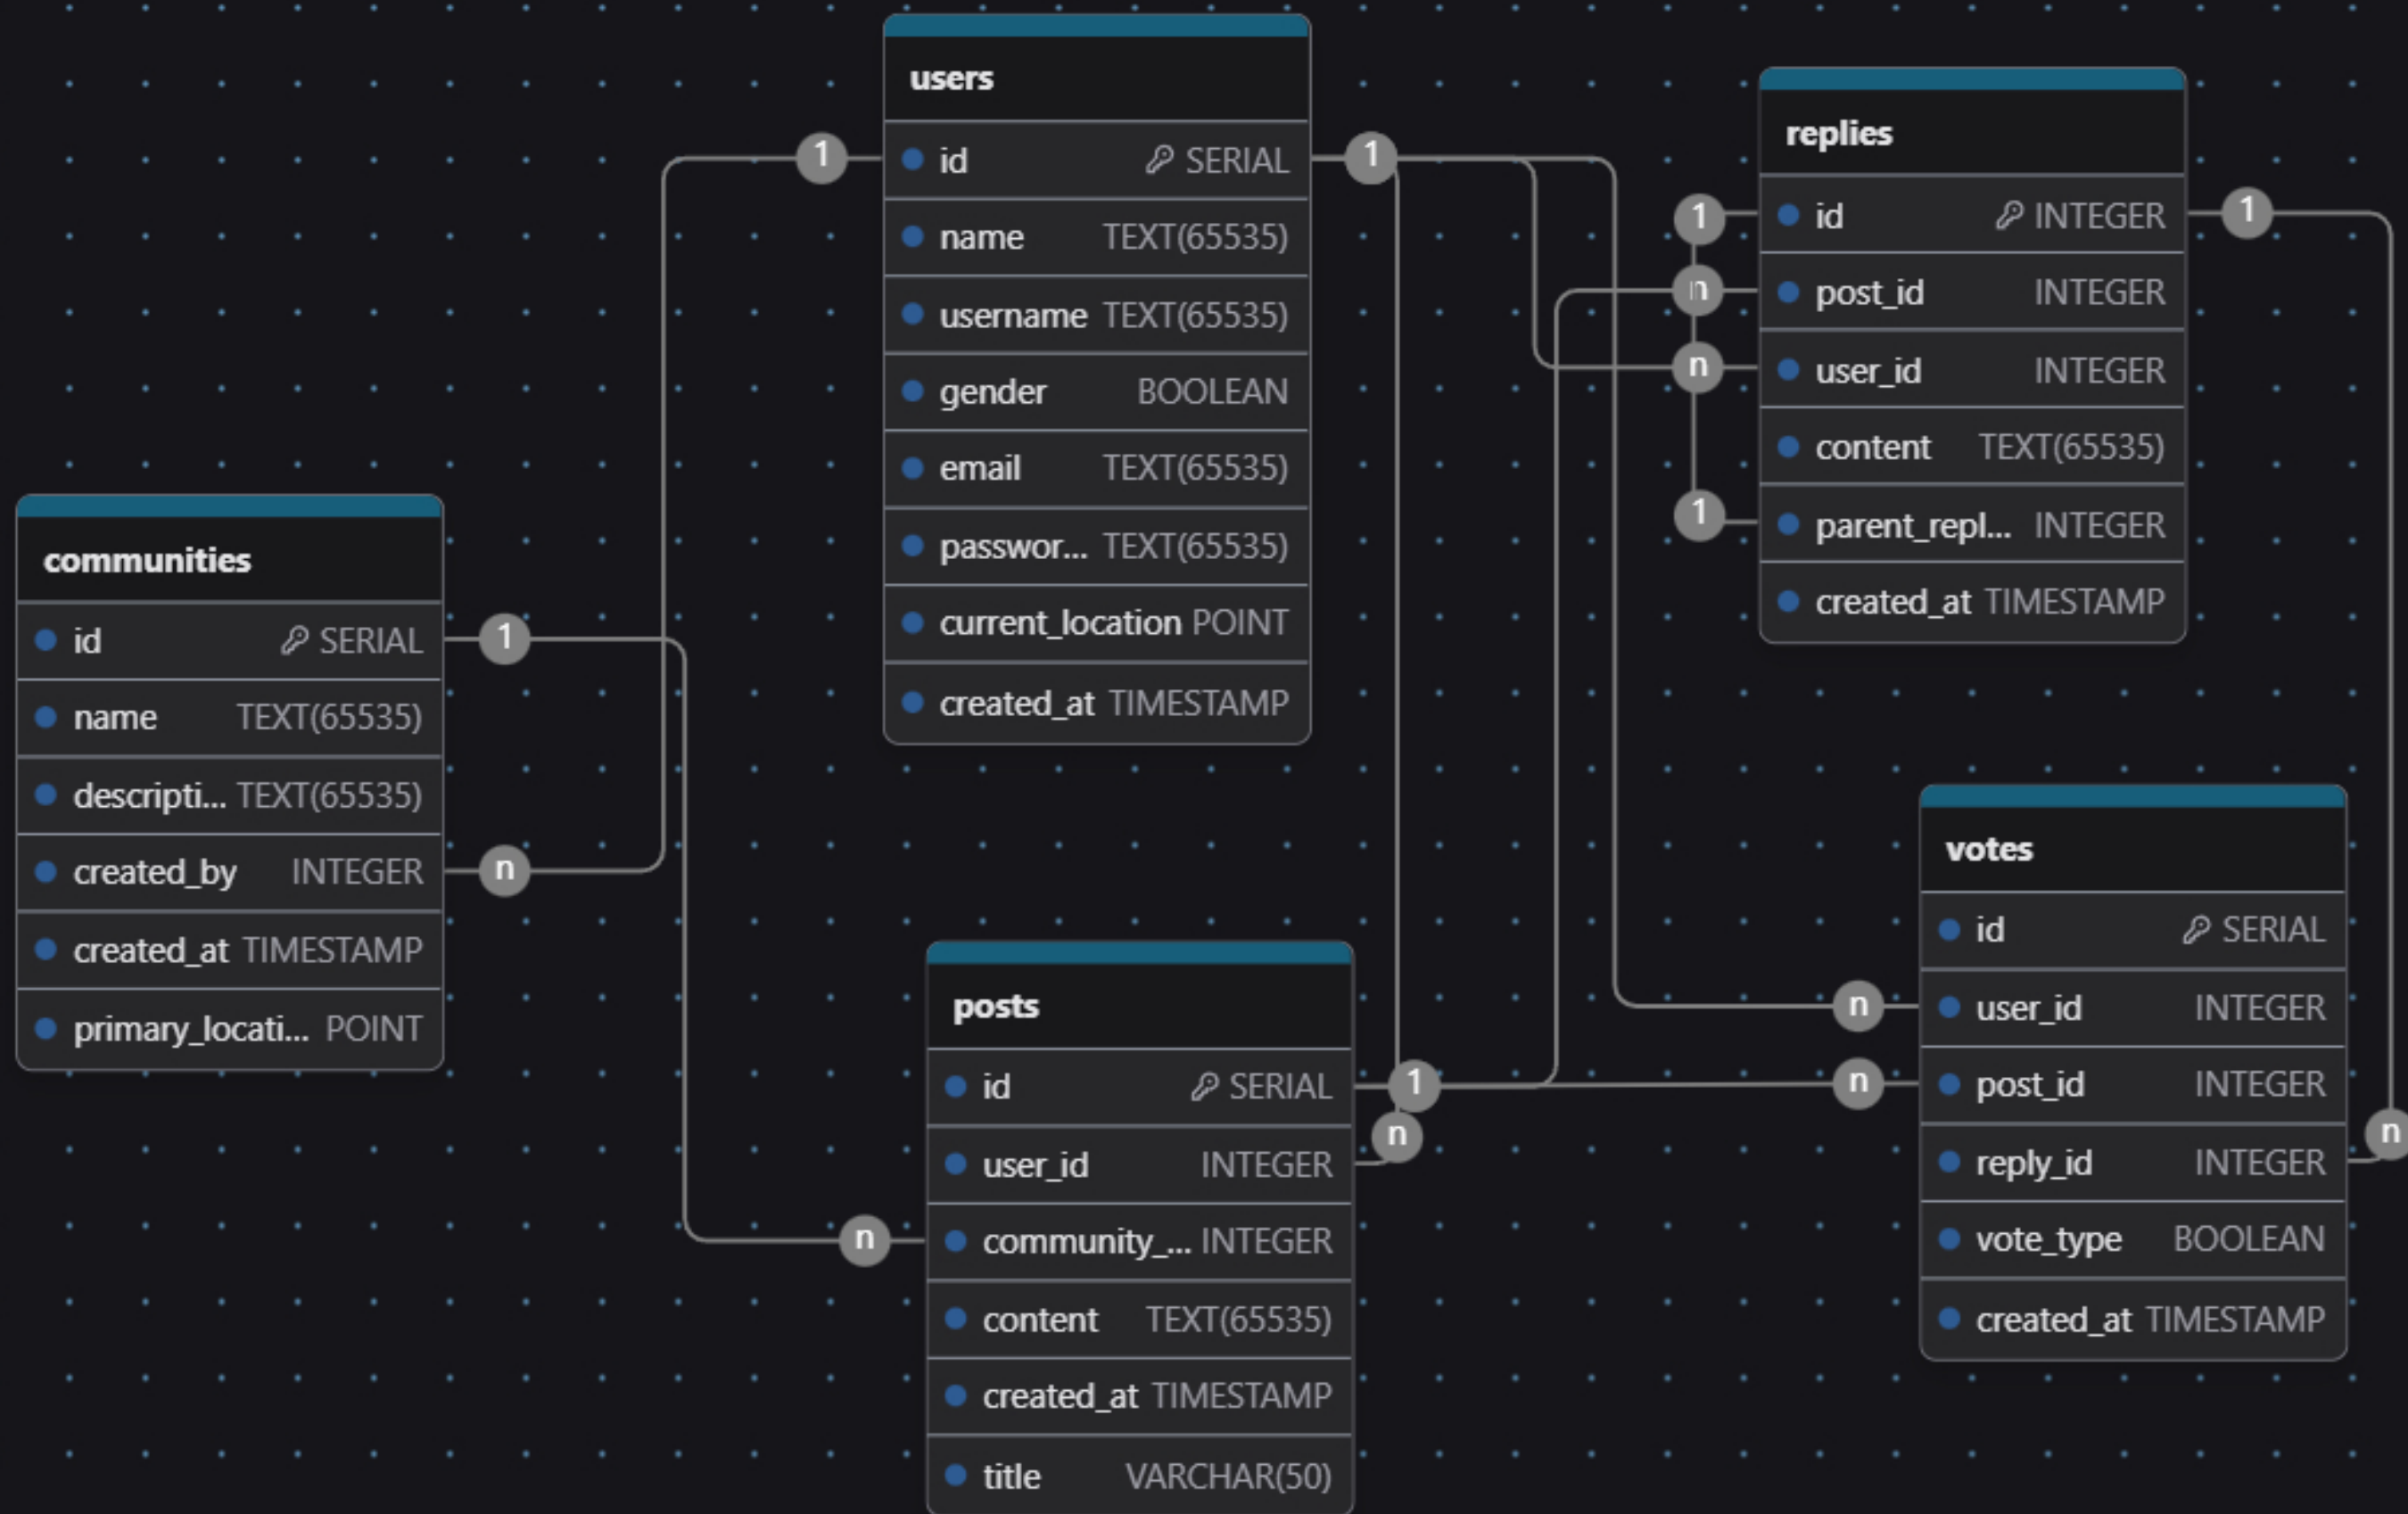 users
id SERIAL
name TEXT(65535)
username TEXT(65535)
gender BOOLEAN
email TEXT(65535)
passwor... TEXT(65535)
current_location POINT
created_at TIMESTAMP
1
1
replies
id INTEGER
post_id INTEGER
user_id INTEGER
content TEXT(65535)
parent_repl... INTEGER
created_at TIMESTAMP
1
n
n
1
1
communities
id SERIAL
name TEXT(65535)
descripti... TEXT(65535)
created_by INTEGER
created_at TIMESTAMP
primary_locati... POINT
1
n
posts
id SERIAL
user_id INTEGER
community_... INTEGER
content TEXT(65535)
created_at TIMESTAMP
title VARCHAR(50)
1
n
n
votes
id SERIAL
user_id INTEGER
post_id INTEGER
reply_id INTEGER
vote_type BOOLEAN
created_at TIMESTAMP
n
n
n